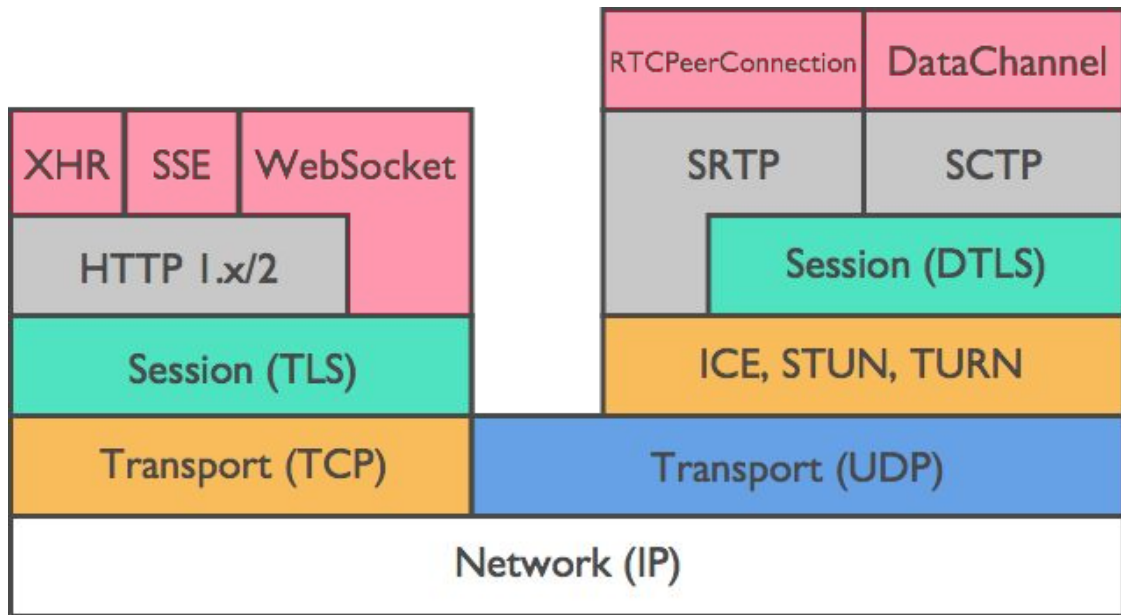 RTCPeerConnection
DataChannel
XHR
SSE
WebSocket
SRTP
SCTP
HTTP 1.x/2
Session (DTLS)
Session (TLS)
ICE, STUN, TURN
Transport (TCP)
Transport (UDP)
Network (IP)